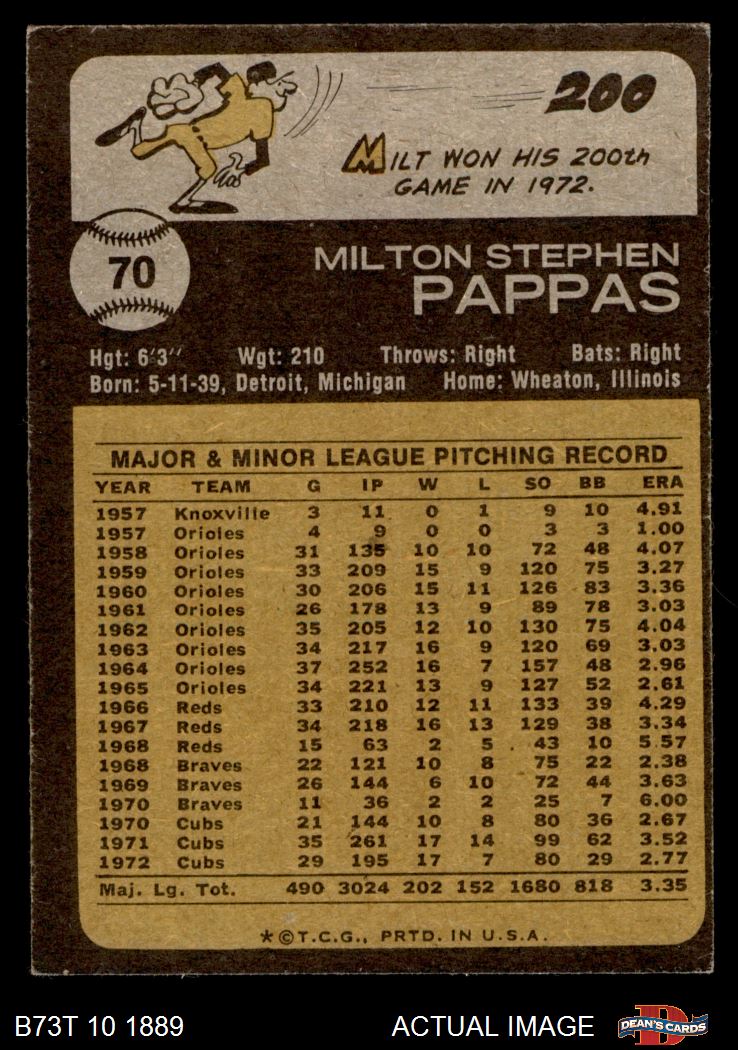 200
MILT WON HIS 200th
GAME IN 1972.
70
MILTON STEPHEN
PAPPAS
Hgt: 6'3" Wgt: 210 Throws: Right Bats: Right
Born: 5-11-39, Detroit, Michigan Home: Wheaton, Illinois
MAJOR & MINOR LEAGUE PITCHING RECORD
YEAR TEAM G IP W L SO BB ERA
1957 Knoxville 3 11 0 1 9 10 4.91
1957 Orioles 4 9 0 0 3 3 1.00
1958 Orioles 31 135 10 10 72 48 4.07
1959 Orioles 33 209 15 9 120 75 3.27
1960 Orioles 30 206 15 11 126 83 3.36
1961 Orioles 26 178 13 9 89 78 3.03
1962 Orioles 35 205 12 10 130 75 4.04
1963 Orioles 34 217 16 9 120 69 3.03
1964 Orioles 37 252 16 7 157 48 2.96
1965 Orioles 34 221 13 9 127 52 2.61
1966 Reds 33 210 12 11 133 39 4.29
1967 Reds 34 218 16 13 129 38 3.34
1968 Reds 15 63 2 5 43 10 5.57
1968 Braves 22 121 10 8 75 22 2.38
1969 Braves 26 144 6 10 72 44 3.63
1970 Braves 11 36 2 2 25 7 6.00
1970 Cubs 21 144 10 8 80 36 2.67
1971 Cubs 35 261 17 14 99 62 3.52
1972 Cubs 29 195 17 7 80 29 2.77
Maj. Lg. Tot. 490 3024 202 152 1680 818 3.35
*©T.C.G., PRTD. IN U.S.A.
B73T 10 1889 ACTUAL IMAGE D DEAN'S CARDS